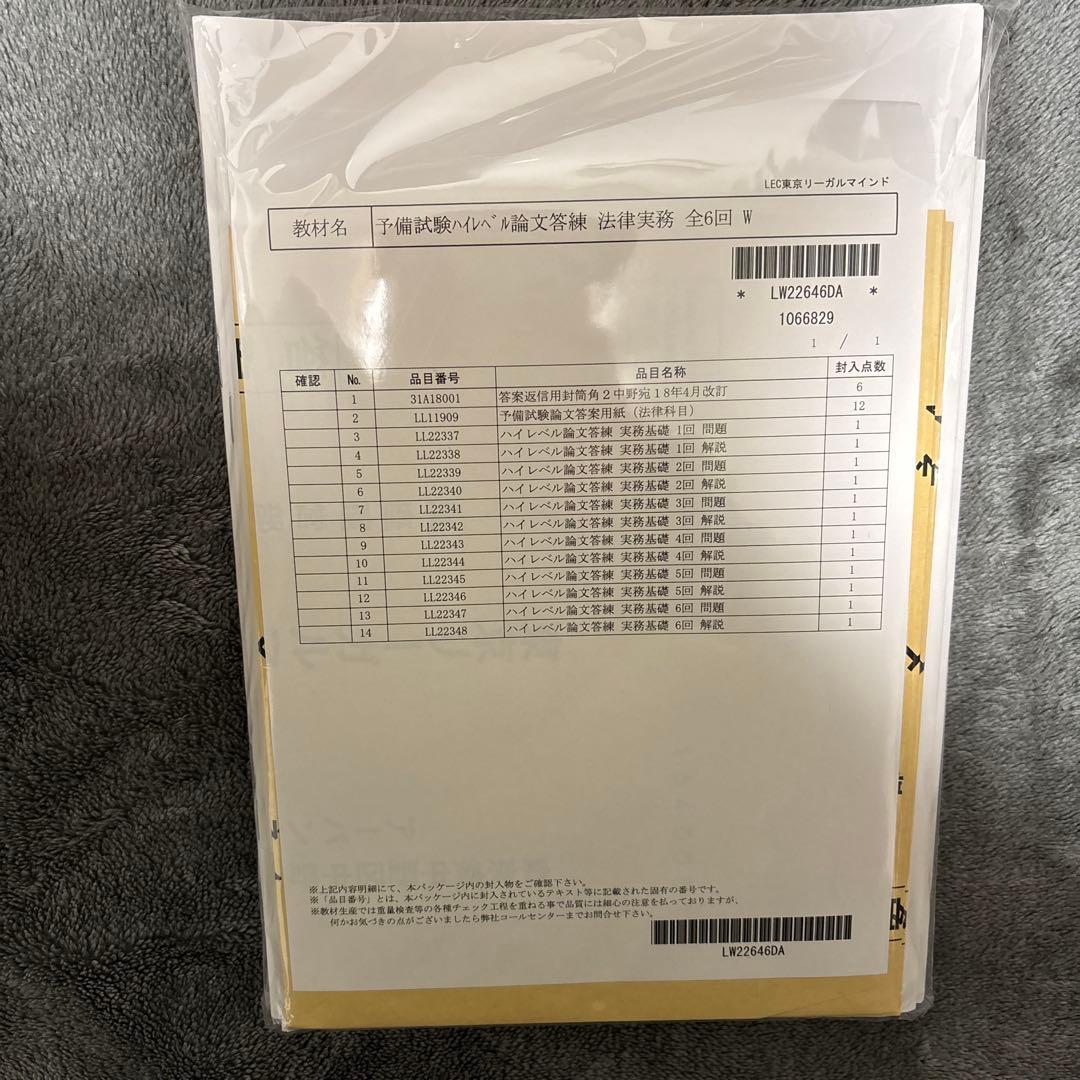 LEC東京リーガルマインド
教材名 予備試験ﾊｲﾚﾍﾞﾙ論文答練 法律実務 全6回 W
* LW22646DA *
1066829
1 / 1
確認 No. 品目番号 品目名称 封入点数
1 31A18001 答案返信用封筒角2中野宛18年4月改訂 6
2 LL11909 予備試験論文答案用紙(法律科目) 12
3 LL22337 ハイレベル論文答練 実務基礎 1回 問題 1
4 LL22338 ハイレベル論文答練 実務基礎 1回 解説 1
5 LL22339 ハイレベル論文答練 実務基礎 2回 問題 1
6 LL22340 ハイレベル論文答練 実務基礎 2回 解説 1
7 LL22341 ハイレベル論文答練 実務基礎 3回 問題 1
8 LL22342 ハイレベル論文答練 実務基礎 3回 解説 1
9 LL22343 ハイレベル論文答練 実務基礎 4回 問題 1
10 LL22344 ハイレベル論文答練 実務基礎 4回 解説 1
11 LL22345 ハイレベル論文答練 実務基礎 5回 問題 1
12 LL22346 ハイレベル論文答練 実務基礎 5回 解説 1
13 LL22347 ハイレベル論文答練 実務基礎 6回 問題 1
14 LL22348 ハイレベル論文答練 実務基礎 6回 解説 1
※上記内容明細にて、本パッケージ内の封入物をご確認下さい。
※「品目番号」とは、本パッケージ内に封入されているテキスト等に記載された固有の番号です。
※教材生産では重量検査等の各種チェック工程を重ねる事で品質には細心の注意を払っておりますが、
何かお気づきの点がございましたら弊社コールセンターまでお問合せ下さい。
LW22646DA